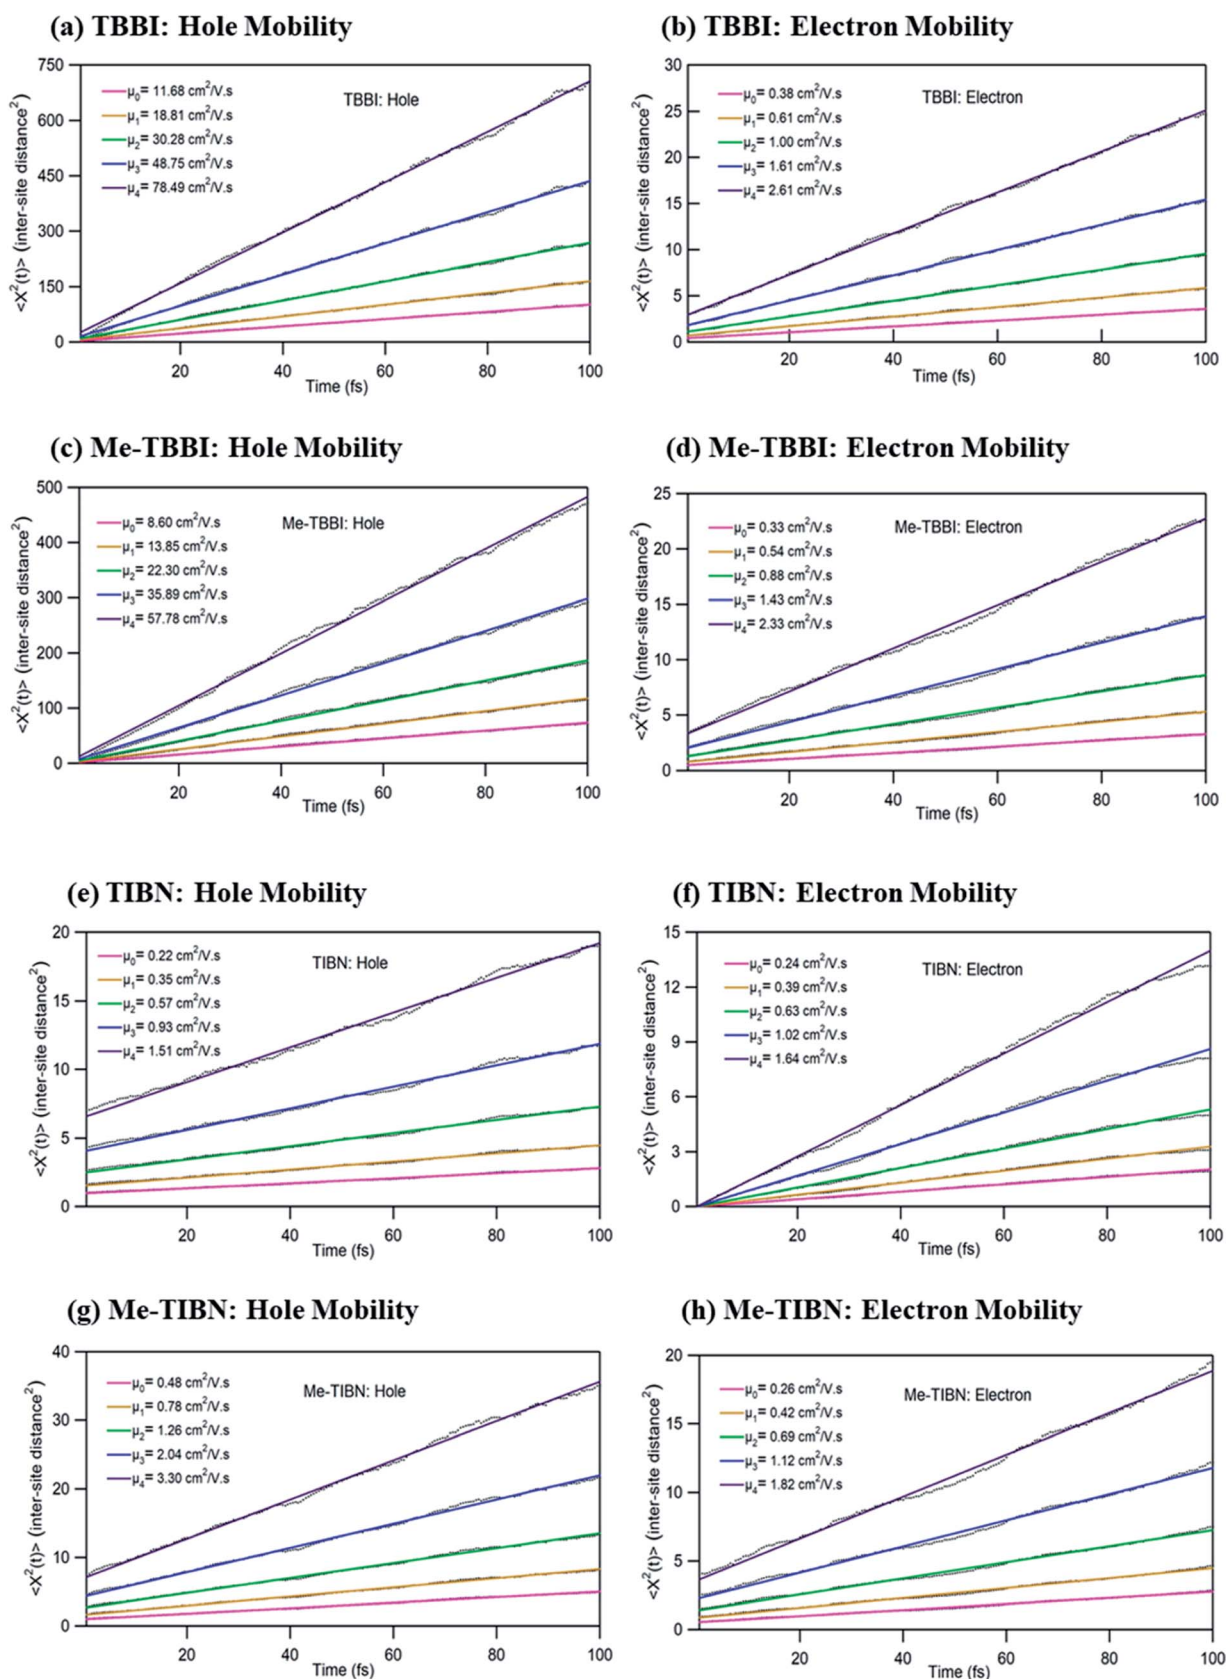 (a) TBBI: Hole Mobility
750
600
450
300
150
0
<X²(t)> (inter-site distance²)
μ₀= 11.68 cm²/V.s
μ₁= 18.81 cm²/V.s
μ₂= 30.28 cm²/V.s
μ₃= 48.75 cm²/V.s
μ₄= 78.49 cm²/V.s
TBBI: Hole
20 40 60 80 100
Time (fs)
(b) TBBI: Electron Mobility
30
25
20
15
10
5
0
<X²(t)> (inter-site distance²)
μ₀= 0.38 cm²/V.s
μ₁= 0.61 cm²/V.s
μ₂= 1.00 cm²/V.s
μ₃= 1.61 cm²/V.s
μ₄= 2.61 cm²/V.s
TBBI: Electron
20 40 60 80 100
Time (fs)
(c) Me-TBBI: Hole Mobility
500
400
300
200
100
0
<X²(t)> (inter-site distance²)
μ₀= 8.60 cm²/V.s
μ₁= 13.85 cm²/V.s
μ₂= 22.30 cm²/V.s
μ₃= 35.89 cm²/V.s
μ₄= 57.78 cm²/V.s
Me-TBBI: Hole
20 40 60 80 100
Time (fs)
(d) Me-TBBI: Electron Mobility
25
20
15
10
5
0
<X²(t)> (inter-site distance²)
μ₀= 0.33 cm²/V.s
μ₁= 0.54 cm²/V.s
μ₂= 0.88 cm²/V.s
μ₃= 1.43 cm²/V.s
μ₄= 2.33 cm²/V.s
Me-TBBI: Electron
20 40 60 80 100
Time (fs)
(e) TIBN: Hole Mobility
20
15
10
5
0
<X²(t)> (inter-site distance²)
μ₀= 0.22 cm²/V.s
μ₁= 0.35 cm²/V.s
μ₂= 0.57 cm²/V.s
μ₃= 0.93 cm²/V.s
μ₄= 1.51 cm²/V.s
TIBN: Hole
20 40 60 80 100
Time (fs)
(f) TIBN: Electron Mobility
15
12
9
6
3
0
<X²(t)> (inter-site distance²)
μ₀= 0.24 cm²/V.s
μ₁= 0.39 cm²/V.s
μ₂= 0.63 cm²/V.s
μ₃= 1.02 cm²/V.s
μ₄= 1.64 cm²/V.s
TIBN: Electron
20 40 60 80 100
Time (fs)
(g) Me-TIBN: Hole Mobility
40
30
20
10
0
<X²(t)> (inter-site distance²)
μ₀= 0.48 cm²/V.s
μ₁= 0.78 cm²/V.s
μ₂= 1.26 cm²/V.s
μ₃= 2.04 cm²/V.s
μ₄= 3.30 cm²/V.s
Me-TIBN: Hole
20 40 60 80 100
Time (fs)
(h) Me-TIBN: Electron Mobility
20
15
10
5
0
<X²(t)> (inter-site distance²)
μ₀= 0.26 cm²/V.s
μ₁= 0.42 cm²/V.s
μ₂= 0.69 cm²/V.s
μ₃= 1.12 cm²/V.s
μ₄= 1.82 cm²/V.s
Me-TIBN: Electron
20 40 60 80 100
Time (fs)